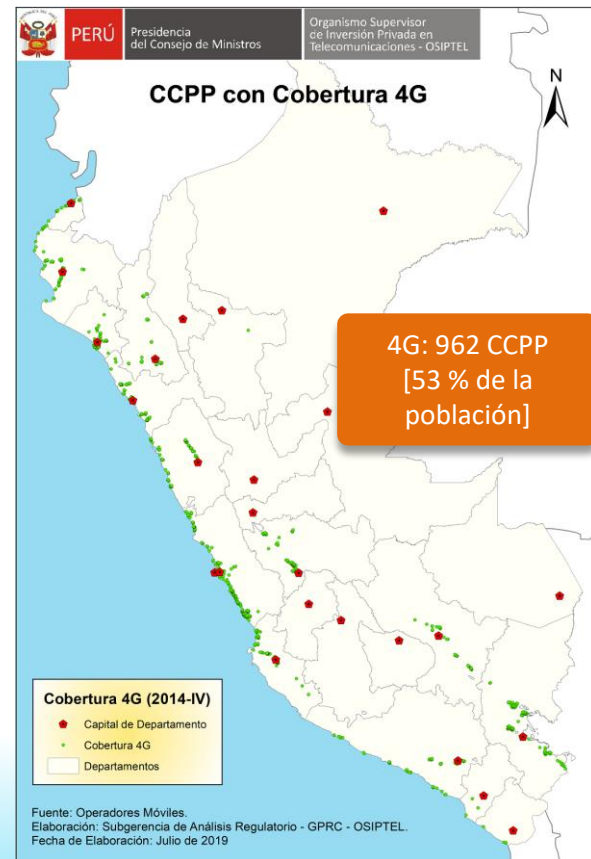 PERÚ
Presidencia
del Consejo de Ministros
Organismo Supervisor
de Inversión Privada en
Telecomunicaciones - OSIPTEL
CCPP con Cobertura 4G
N
4G: 962 CCPP
[53 % de la
población]
Cobertura 4G (2014-IV)
Capital de Departamento
Cobertura 4G
Departamentos
Fuente: Operadores Móviles.
Elaboración: Subgerencia de Análisis Regulatorio - GPRC - OSIPTEL.
Fecha de Elaboración: Julio de 2019